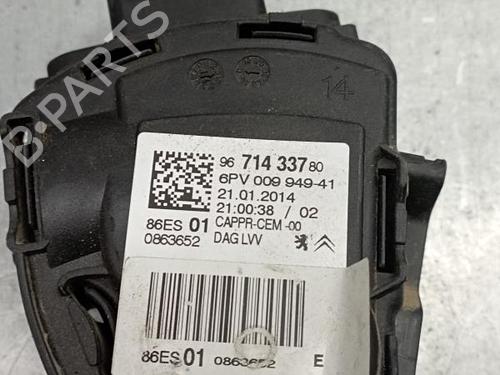 B-PARTS
14
96 714 337 80
6PV 009 949-41
21.01.2014
21:00:38 / 02
86ES 01 CAPPR-CEM -00
0863652 DAG LVV
86ES 01 0863652 E